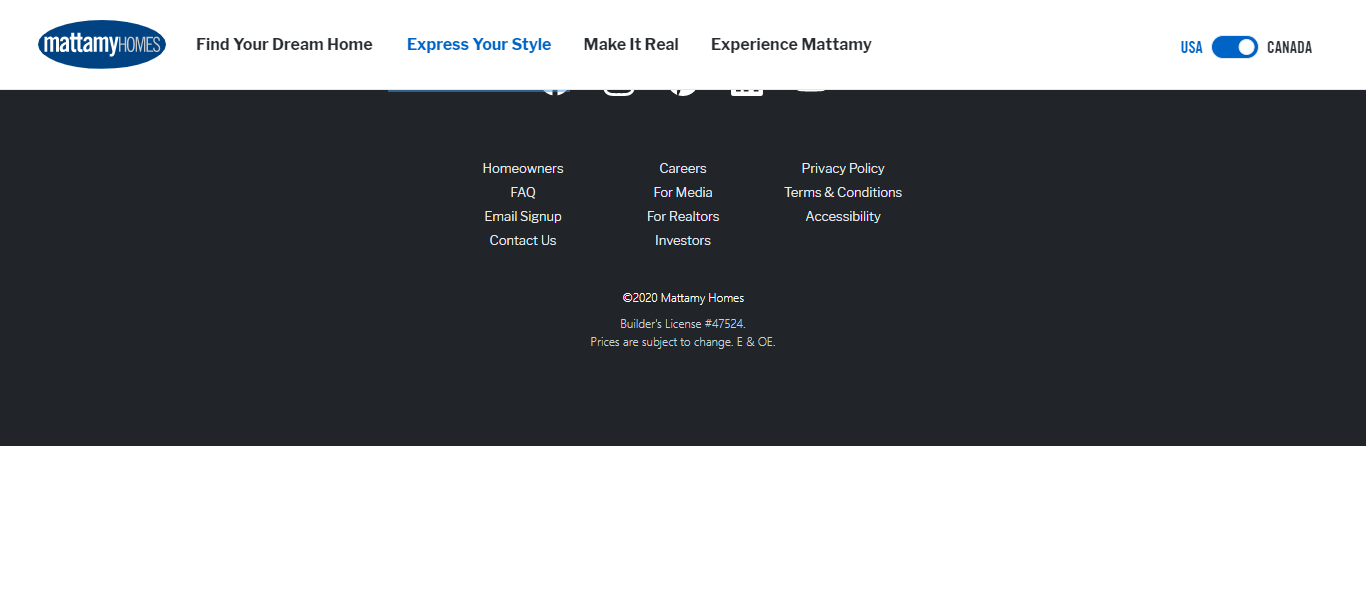 mattamyHOMES
Find Your Dream Home
Express Your Style
Make It Real
Experience Mattamy
USA
CANADA
Homeowners
FAQ
Email Signup
Contact Us
Careers
For Media
For Realtors
Investors
Privacy Policy
Terms & Conditions
Accessibility
©2020 Mattamy Homes
Builder's License #47524.
Prices are subject to change. E & OE.